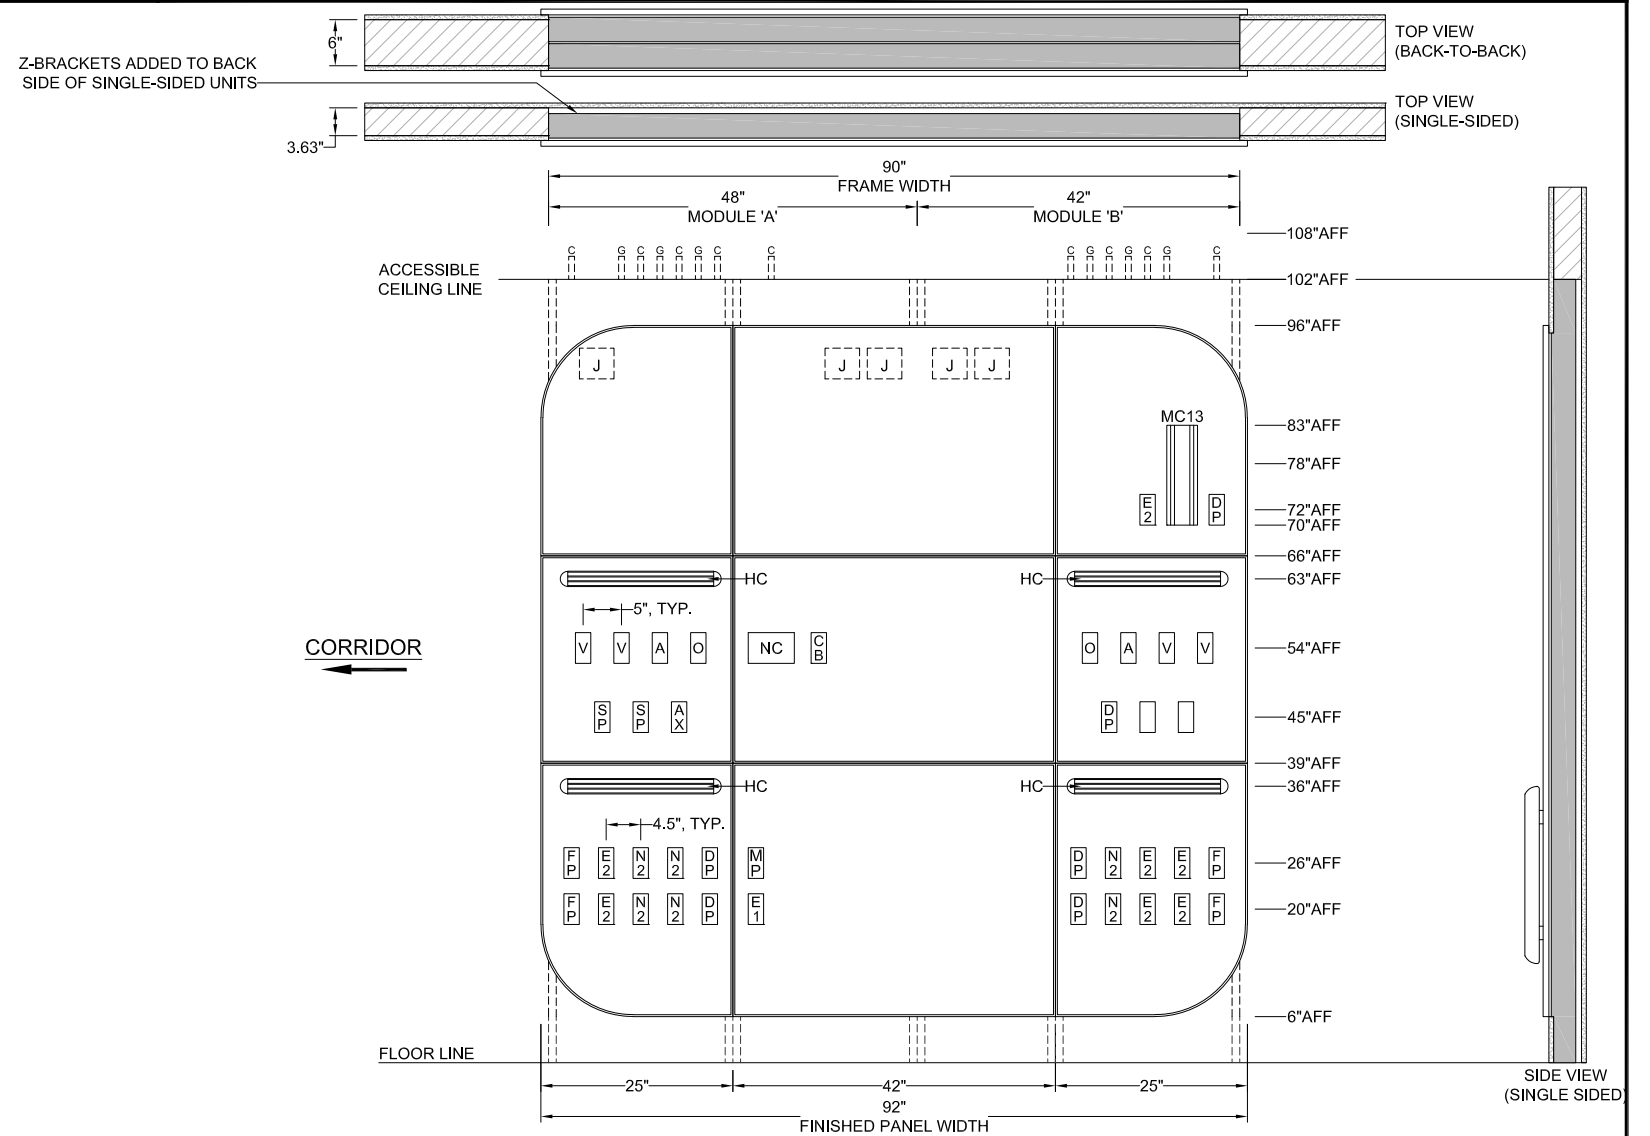 6"
TOP VIEW
(BACK-TO-BACK)
Z-BRACKETS ADDED TO BACK
SIDE OF SINGLE-SIDED UNITS
TOP VIEW
(SINGLE-SIDED)
3.63"
90"
FRAME WIDTH
48"
MODULE 'A'
42"
MODULE 'B'
108"AFF
C G C G C G C C C G C G C G C
ACCESSIBLE
CEILING LINE
102"AFF
96"AFF
J J J J J
MC13
83"AFF
78"AFF
E2 DP
72"AFF
70"AFF
66"AFF
HC HC
63"AFF
5", TYP.
CORRIDOR
V V A O NC CB O A V V
54"AFF
SP SP AX DP
45"AFF
39"AFF
HC HC
36"AFF
4.5", TYP.
FP E2 N2 N2 DP MP DP N2 E2 E2 FP
26"AFF
FP E2 N2 N2 DP E1 DP N2 E2 E2 FP
20"AFF
6"AFF
FLOOR LINE
25" 42" 25"
92"
FINISHED PANEL WIDTH
SIDE VIEW
(SINGLE SIDED)